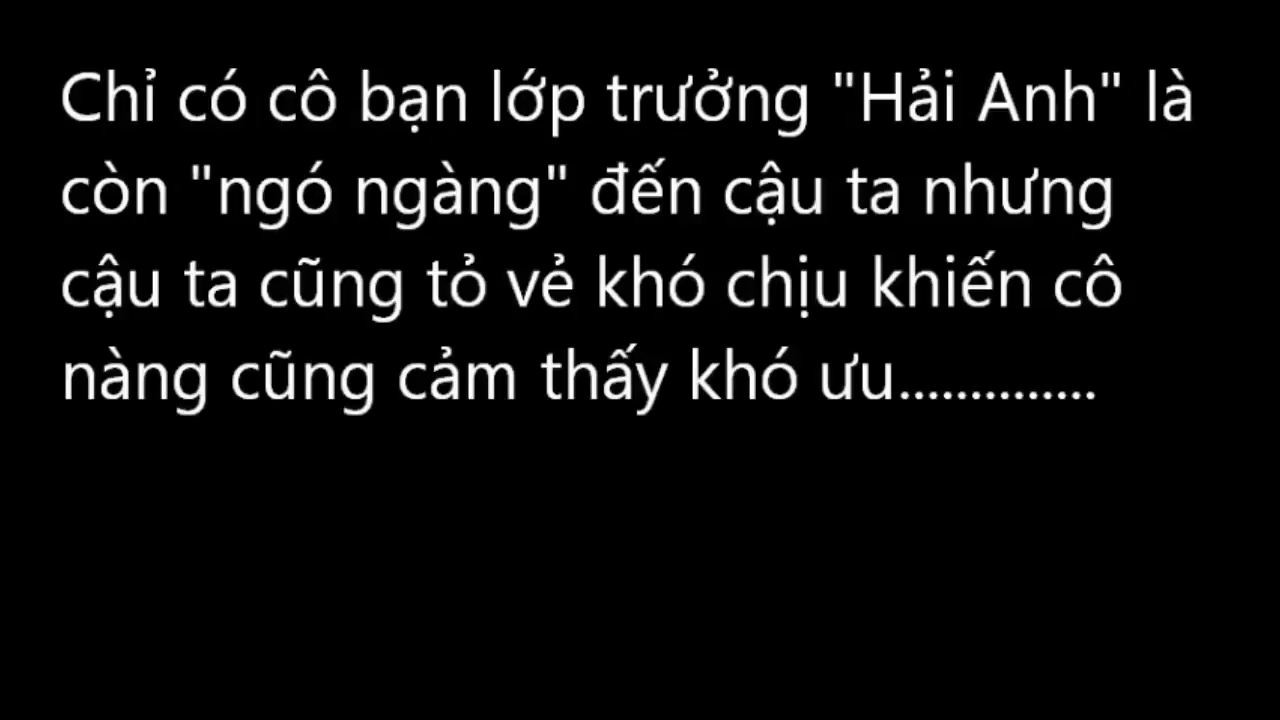 Chỉ có cô bạn lớp trưởng "Hải Anh" là
còn "ngó ngàng" đến cậu ta nhưng
cậu ta cũng tỏ vẻ khó chịu khiến cô
nàng cũng cảm thấy khó ưu..............